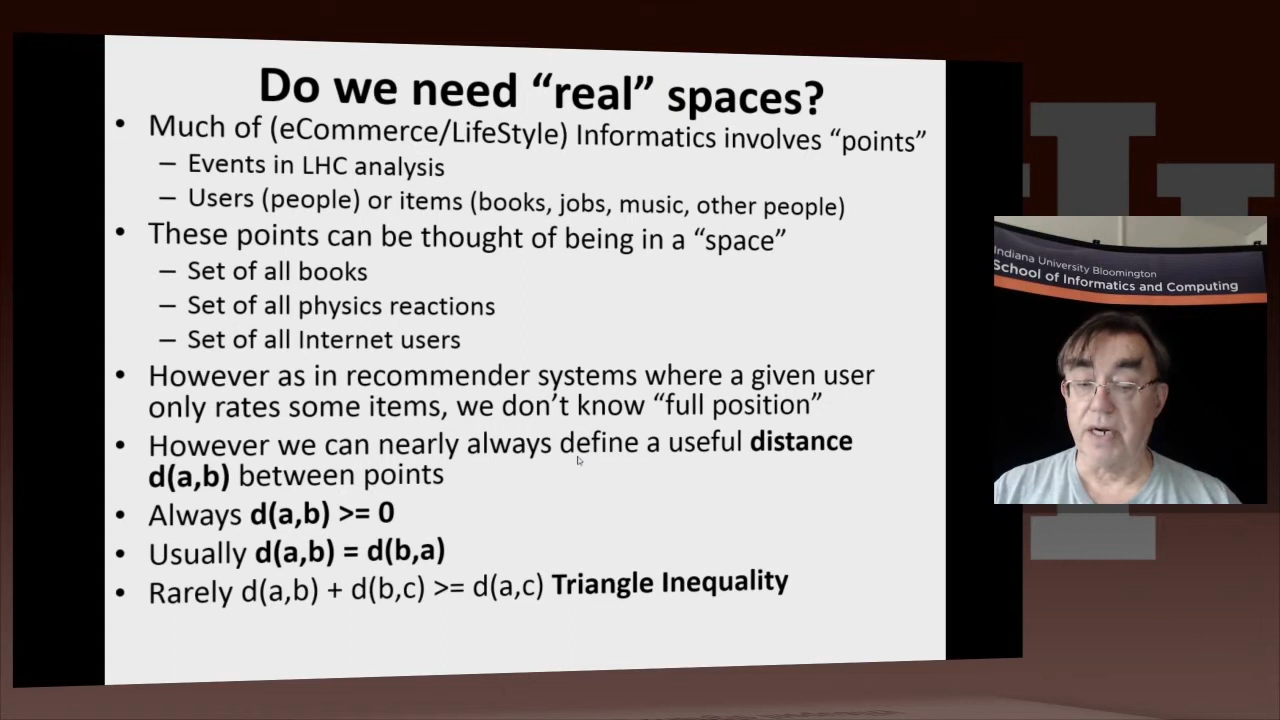 Do we need “real” spaces?
• Much of (eCommerce/LifeStyle) Informatics involves “points”
– Events in LHC analysis
– Users (people) or items (books, jobs, music, other people)
• These points can be thought of being in a “space”
– Set of all books
– Set of all physics reactions
– Set of all Internet users
• However as in recommender systems where a given user
only rates some items, we don’t know “full position”
• However we can nearly always define a useful distance
d(a,b) between points
• Always d(a,b) >= 0
• Usually d(a,b) = d(b,a)
• Rarely d(a,b) + d(b,c) >= d(a,c) Triangle Inequality
Indiana University Bloomington
School of Informatics and Computing